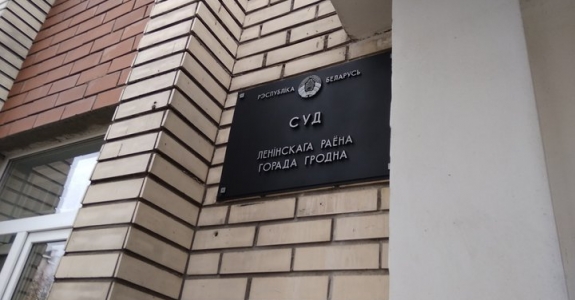 РЭСПУБЛІКА БЕЛАРУСЬ
СУД
ЛЕНІНСКАГА РАЁНА
ГОРАДА ГРОДНА